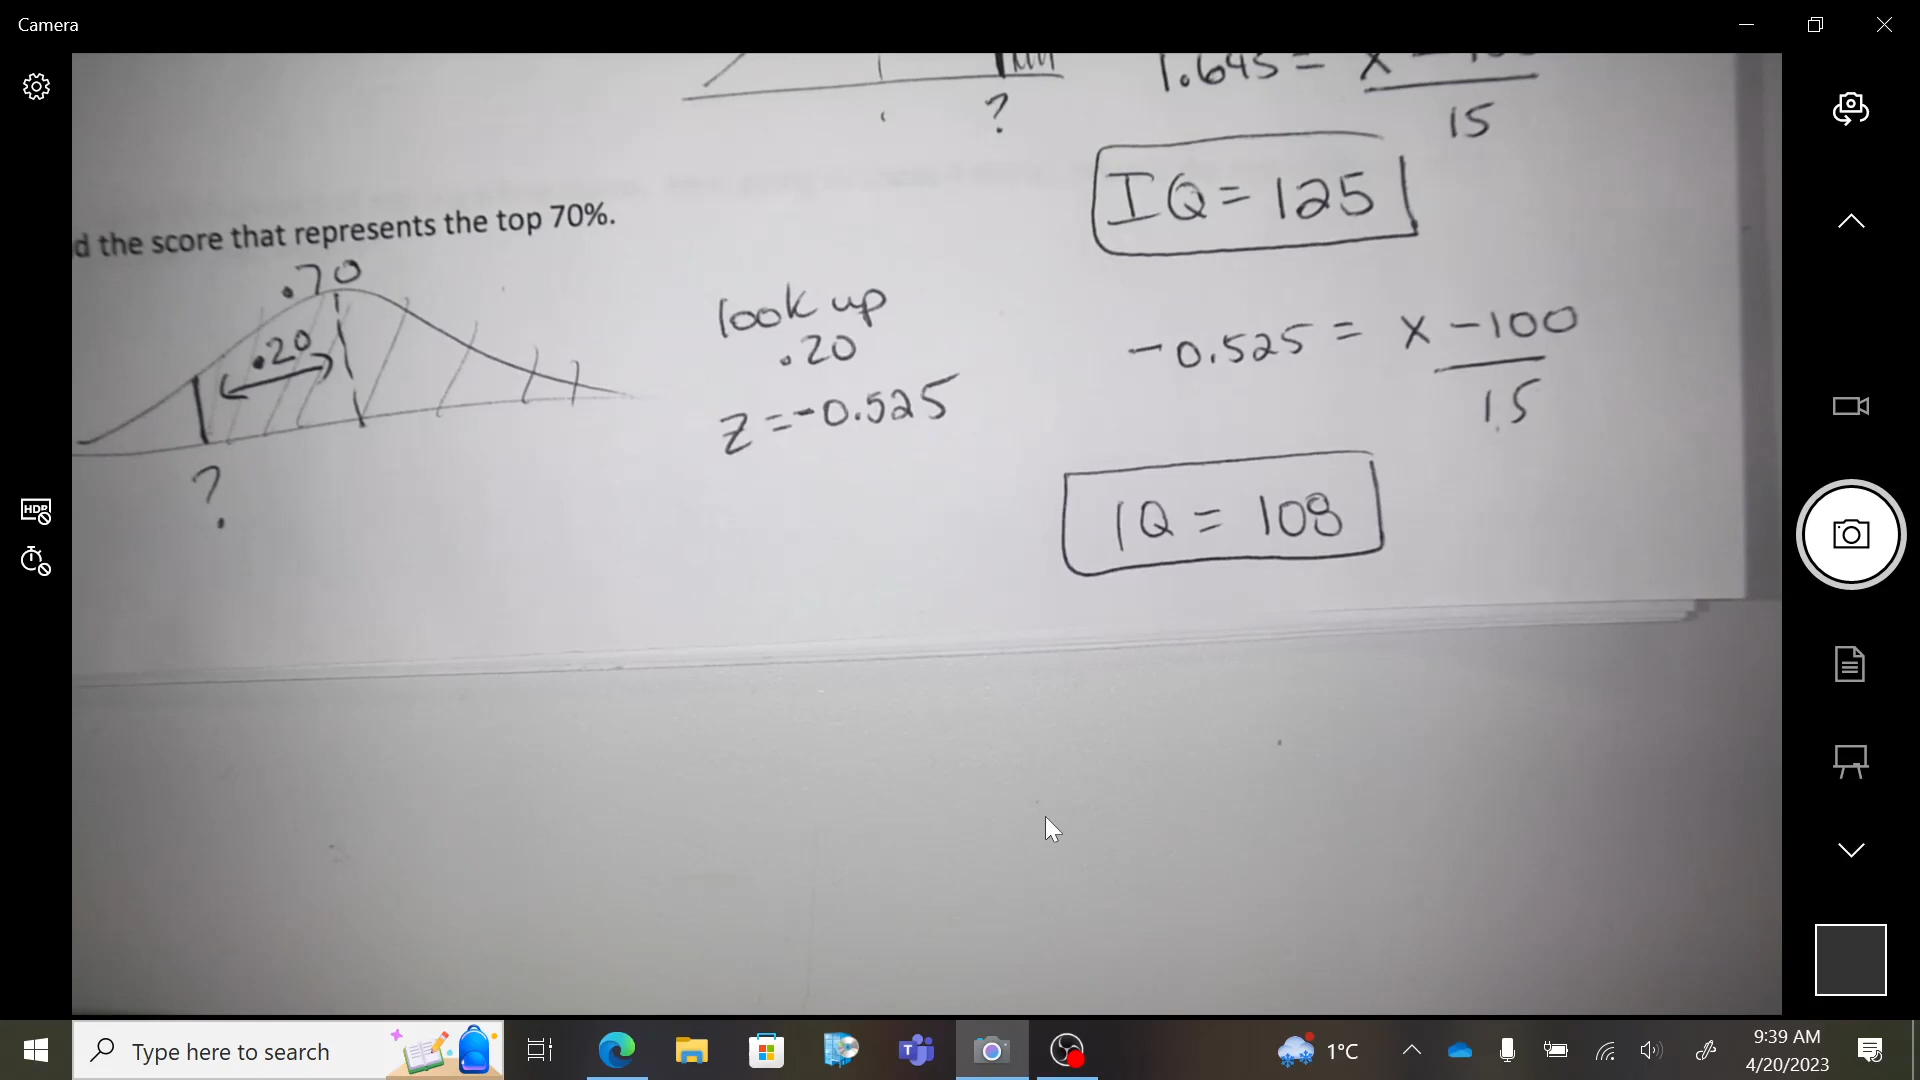 Camera
1.645 = x - 100
15
?
IQ = 125
d the score that represents the top 70%.
.70
.20
?
look up
.20
z = -0.525
-0.525 = x - 100
15
IQ = 108
Type here to search
1°C
9:39 AM
4/20/2023